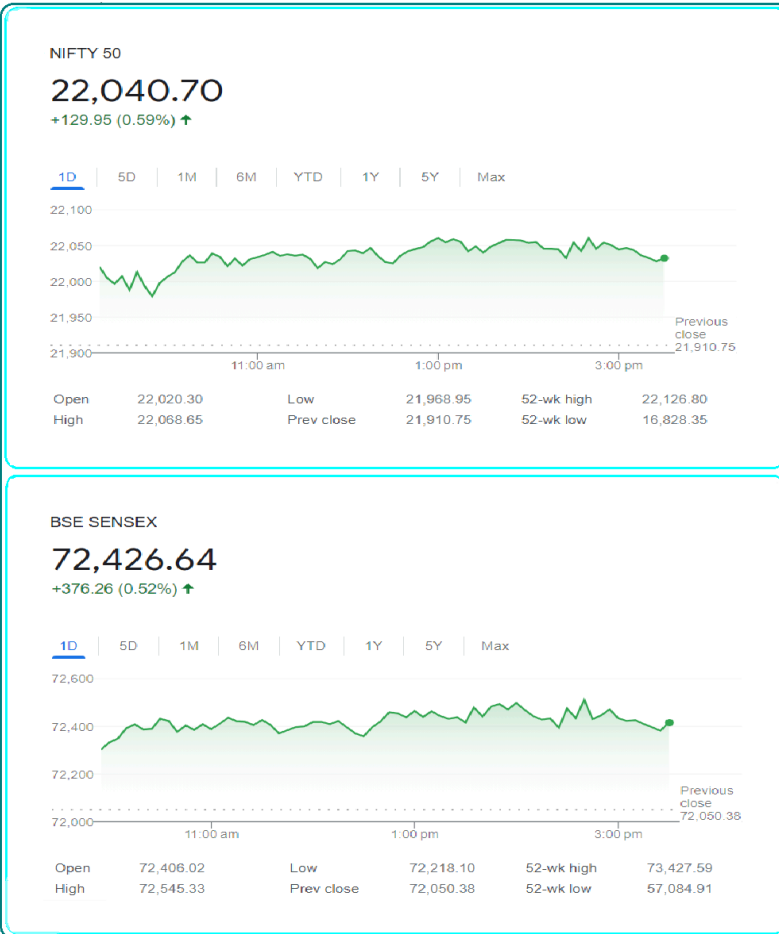 NIFTY 50
22,040.70
+129.95 (0.59%) ↑
1D 5D 1M 6M YTD 1Y 5Y Max
22,100
22,050
22,000
21,950
21,900
Previous
close
21,910.75
11:00 am 1:00 pm 3:00 pm
Open 22,020.30 Low 21,968.95 52-wk high 22,126.80
High 22,068.65 Prev close 21,910.75 52-wk low 16,828.35
BSE SENSEX
72,426.64
+376.26 (0.52%) ↑
1D 5D 1M 6M YTD 1Y 5Y Max
72,600
72,400
72,200
72,000
Previous
close
72,050.38
11:00 am 1:00 pm 3:00 pm
Open 72,406.02 Low 72,218.10 52-wk high 73,427.59
High 72,545.33 Prev close 72,050.38 52-wk low 57,084.91